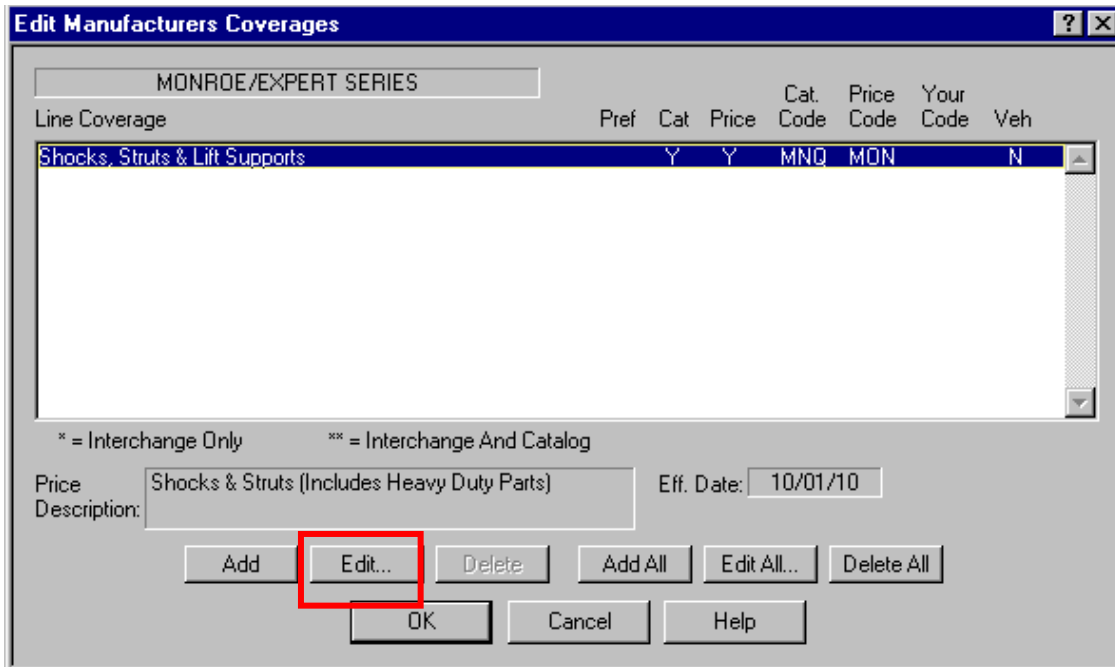 Edit Manufacturers Coverages
MONROE/EXPERT SERIES
Line Coverage Pref Cat Price Cat. Code Price Code Your Code Veh
Shocks, Struts & Lift Supports Y Y MNQ MON N
* = Interchange Only ** = Interchange And Catalog
Price Description: Shocks & Struts (Includes Heavy Duty Parts) Eff. Date: 10/01/10
Add Edit... Delete Add All Edit All... Delete All
OK Cancel Help